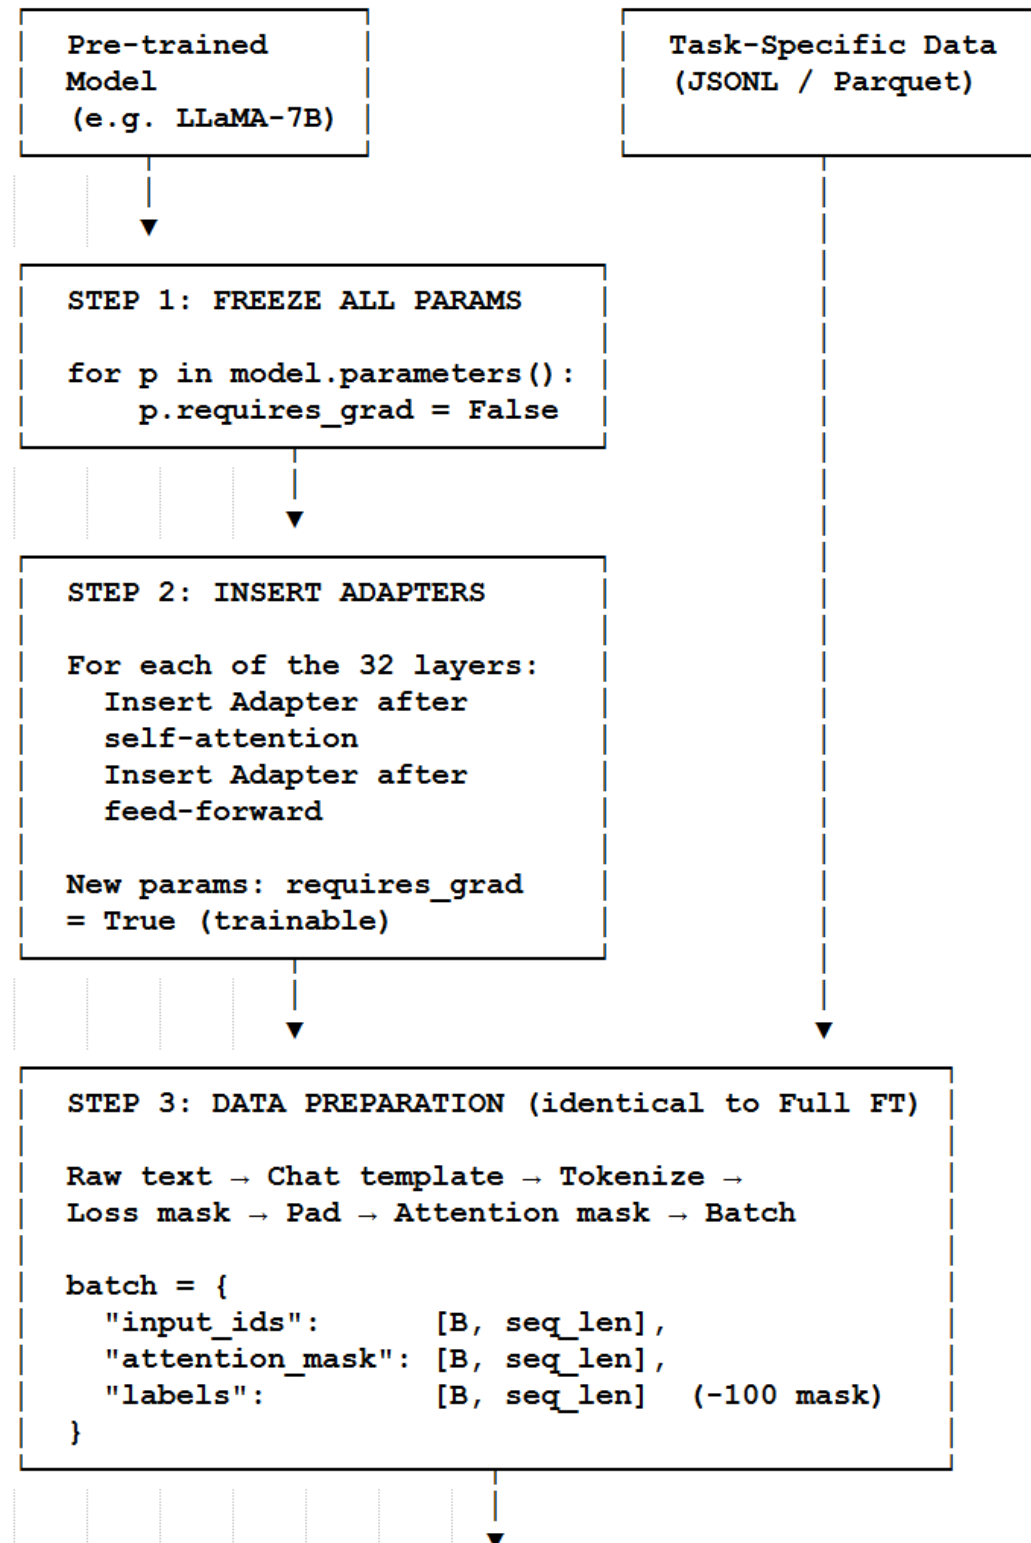 Pre-trained
Model
(e.g. LLaMA-7B)
Task-Specific Data
(JSONL / Parquet)
STEP 1: FREEZE ALL PARAMS
for p in model.parameters():
    p.requires_grad = False
STEP 2: INSERT ADAPTERS
For each of the 32 layers:
  Insert Adapter after
  self-attention
  Insert Adapter after
  feed-forward
New params: requires_grad
= True (trainable)
STEP 3: DATA PREPARATION (identical to Full FT)
Raw text → Chat template → Tokenize →
Loss mask → Pad → Attention mask → Batch
batch = {
  "input_ids":      [B, seq_len],
  "attention_mask": [B, seq_len],
  "labels":         [B, seq_len]  (-100 mask)
}